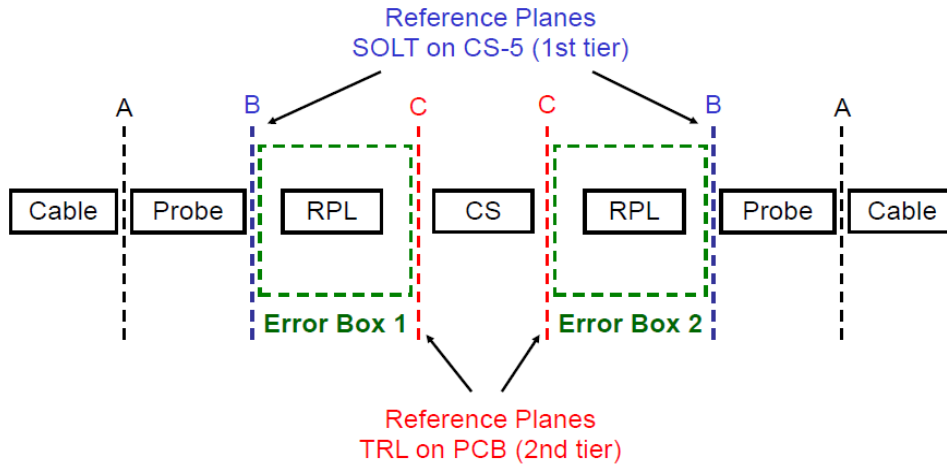 Reference Planes
SOLT on CS-5 (1st tier)
A B C C B A
Cable Probe RPL CS RPL Probe Cable
Error Box 1 Error Box 2
Reference Planes
TRL on PCB (2nd tier)